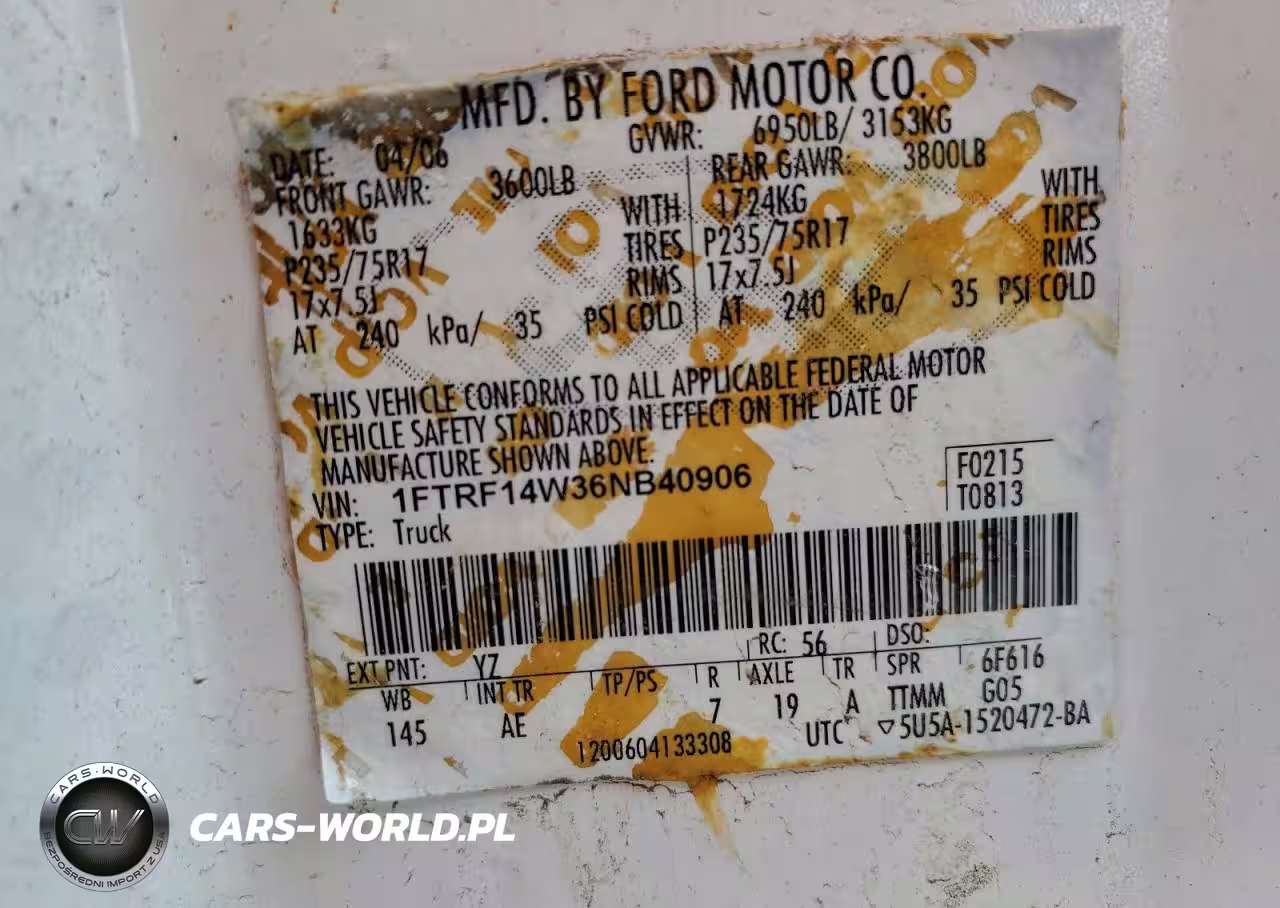 MFD. BY FORD MOTOR CO.
DATE: 04/06 GVWR: 6950LB/ 3153KG
FRONT GAWR: 3600LB REAR GAWR: 3800LB
1633KG WITH 1724KG WITH
P235/75R17 TIRES P235/75R17 TIRES
17x7.5J RIMS 17x7.5J RIMS
AT 240 kPa/ 35 PSI COLD AT 240 kPa/ 35 PSI COLD
THIS VEHICLE CONFORMS TO ALL APPLICABLE FEDERAL MOTOR
VEHICLE SAFETY STANDARDS IN EFFECT ON THE DATE OF
MANUFACTURE SHOWN ABOVE.
VIN: 1FTRF14W36NB40906 F0215
TYPE: Truck T0813
EXT PNT: YZ RC: 56 DSO:
WB INT TR TP/PS R AXLE TR SPR 6F616
145 AE 7 19 A TTMM G05
1200604133308 UTC ▽5U5A-1520472-BA
CARS-WORLD
CW
BEZPOŚREDNI IMPORT Z USA
CARS-WORLD.PL